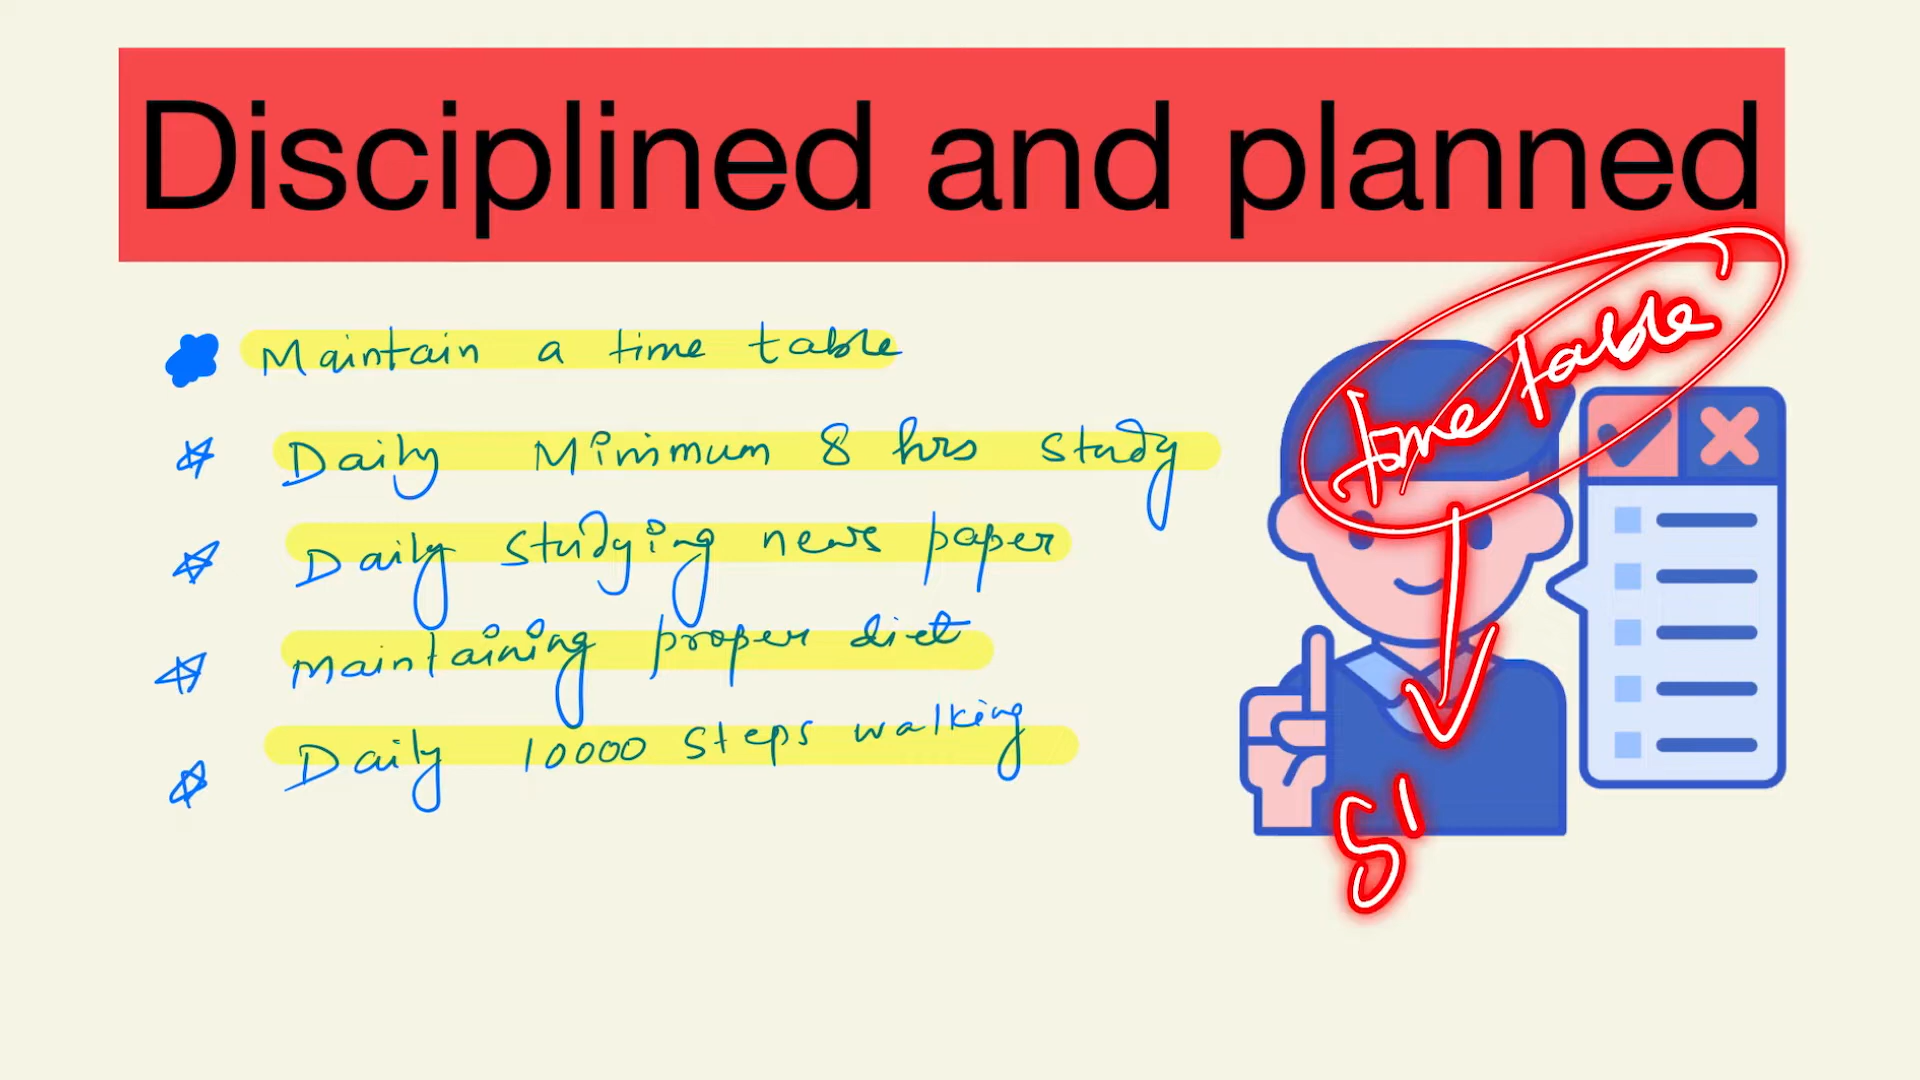 Disciplined and planned
Maintain a time table
Daily Minimum 8 hrs study
Daily studying news paper
maintaining proper diet
Daily 10000 steps walking
time table